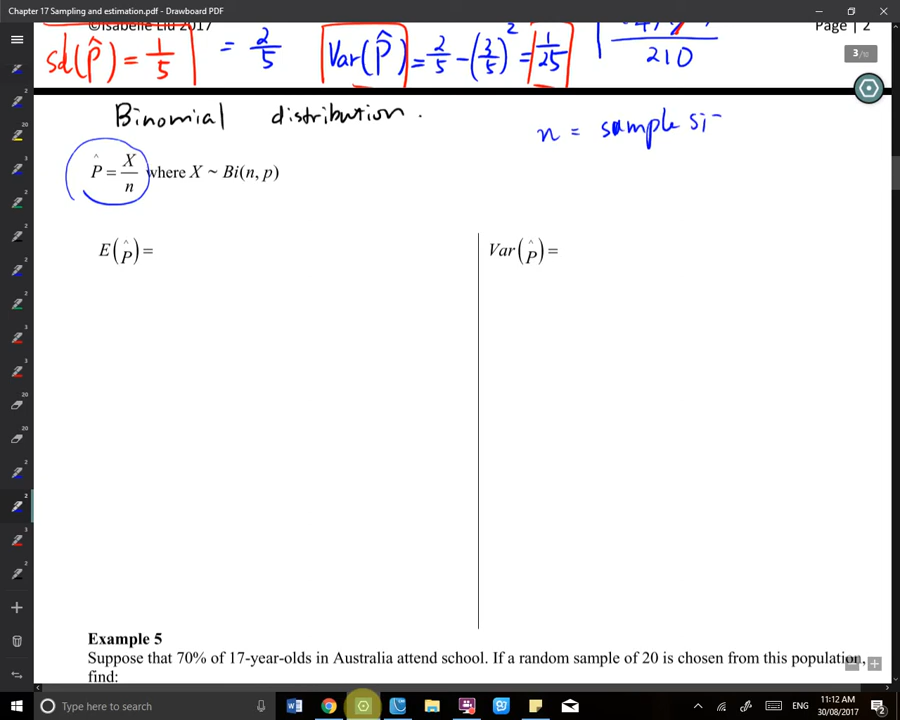 Chapter 17 Sampling and estimation.pdf - Drawboard PDF
©Isabelle Liu 2017
Page | 2
3 / 10
sd(P̂) = 1/5
= 2/5
Var(P̂) = 2/5 - (3/5)² = 1/25
210
Binomial distribution.
n = sample si
P̂ = X/n where X ~ Bi(n, p)
E(P̂) =
Var(P̂) =
Example 5
Suppose that 70% of 17-year-olds in Australia attend school. If a random sample of 20 is chosen from this population,
find:
Type here to search
ENG
11:12 AM
30/08/2017